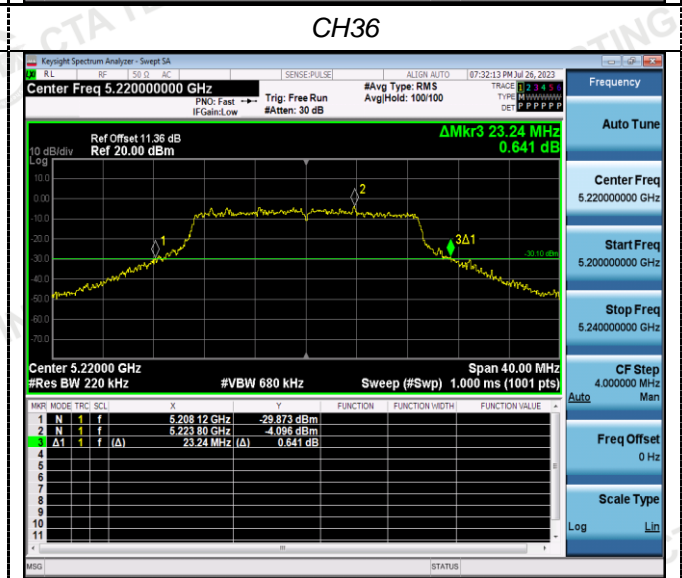 CH36
Keysight Spectrum Analyzer - Swept SA
RL RF 50 Ω AC SENSE:PULSE ALIGN AUTO 07:32:13 PM Jul 26, 2023
Center Freq 5.220000000 GHz
PNO: Fast
IFGain:Low
Trig: Free Run
#Atten: 30 dB
#Avg Type: RMS
Avg|Hold: 100/100
TRACE 1 2 3 4 5 6
TYPE M WWWWW
DET P P P P P P
Ref Offset 11.36 dB
Ref 20.00 dBm
10 dB/div
Log
ΔMkr3 23.24 MHz
0.641 dB
10.0
0.00
-10.0
-20.0
-30.0
-40.0
-50.0
-60.0
-70.0
1
2
3Δ1
-30.10 dBm
Center 5.22000 GHz Span 40.00 MHz
#Res BW 220 kHz #VBW 680 kHz Sweep (#Swp) 1.000 ms (1001 pts)
MKR MODE TRC SCL X Y FUNCTION FUNCTION WIDTH FUNCTION VALUE
1 N 1 f 5.208 12 GHz -29.873 dBm
2 N 1 f 5.223 80 GHz -4.096 dBm
3 Δ1 1 f (Δ) 23.24 MHz (Δ) 0.641 dB
4
5
6
7
8
9
10
11
MSG STATUS
Frequency
Auto Tune
Center Freq
5.220000000 GHz
Start Freq
5.200000000 GHz
Stop Freq
5.240000000 GHz
CF Step
4.000000 MHz
Auto Man
Freq Offset
0 Hz
Scale Type
Log Lin
CTA TE
TING